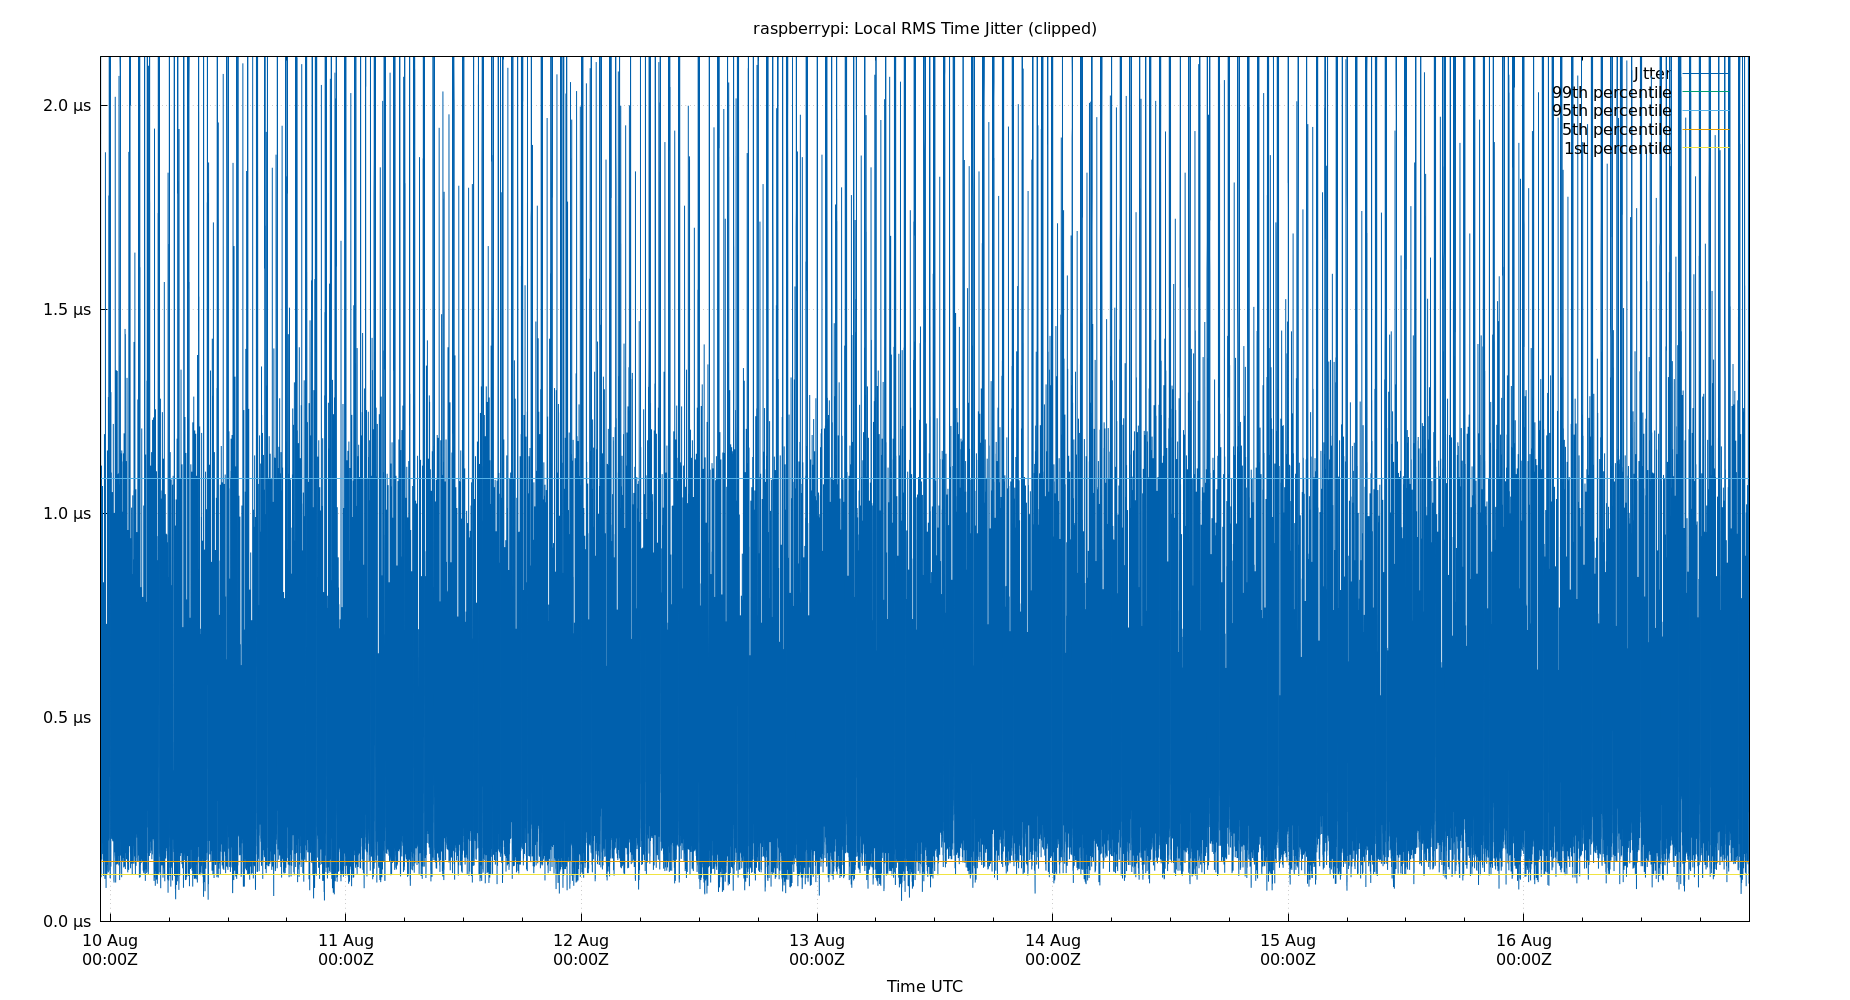 raspberrypi: Local RMS Time Jitter (clipped)
Jitter
99th percentile
95th percentile
5th percentile
1st percentile
2.0 µs
1.5 µs
1.0 µs
0.5 µs
0.0 µs
10 Aug 11 Aug 12 Aug 13 Aug 14 Aug 15 Aug 16 Aug
00:00Z 00:00Z 00:00Z 00:00Z 00:00Z 00:00Z 00:00Z
Time UTC